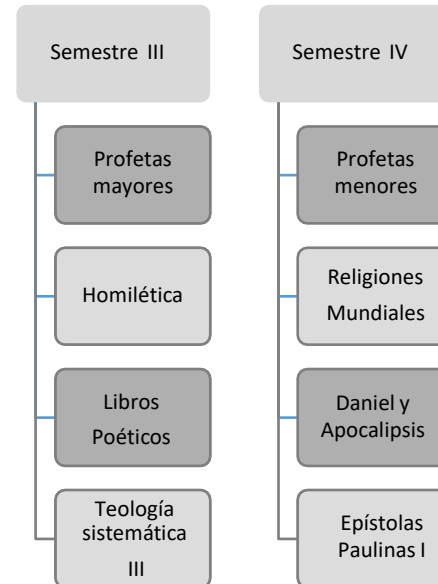 Semestre III
Profetas
mayores
Homilética
Libros
Poéticos
Teología
sistemática
III
Semestre IV
Profetas
menores
Religiones
Mundiales
Daniel y
Apocalipsis
Epístolas
Paulinas I